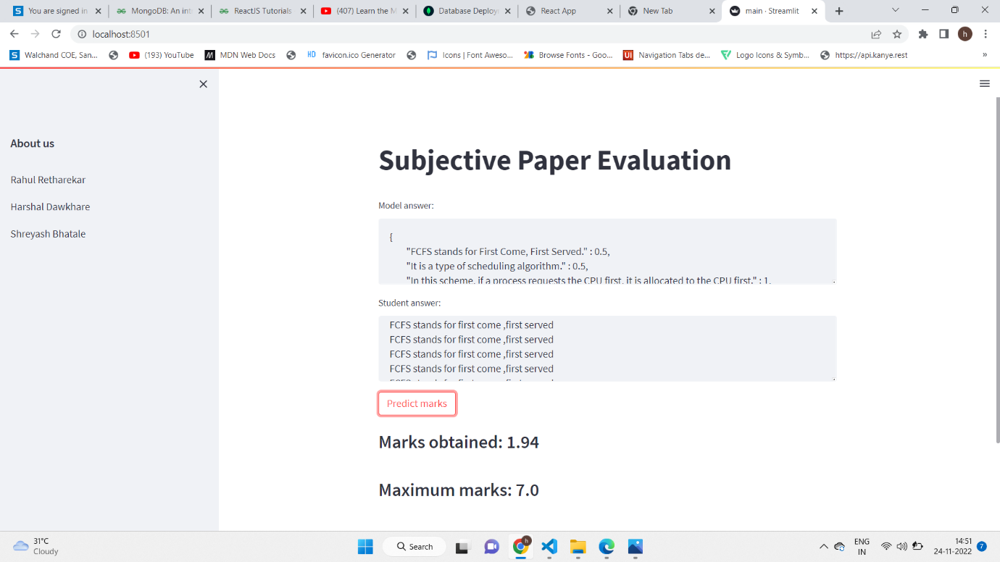 You are signed in
MongoDB: An int
ReactJS Tutorials
(407) Learn the M
Database Deploy
React App
New Tab
main · Streamlit
localhost:8501
h
Walchand COE, San...
(193) YouTube
MDN Web Docs
HD favicon.ico Generator
Icons | Font Aweso...
Browse Fonts - Goo...
UI Navigation Tabs de...
Logo Icons & Symb...
https://api.kanye.rest
»
About us
Rahul Retharekar
Harshal Dawkhare
Shreyash Bhatale
Subjective Paper Evaluation
Model answer:
{
"FCFS stands for First Come, First Served." : 0.5,
"It is a type of scheduling algorithm." : 0.5,
"In this scheme, if a process requests the CPU first, it is allocated to the CPU first." : 1,
Student answer:
FCFS stands for first come ,first served
FCFS stands for first come ,first served
FCFS stands for first come ,first served
FCFS stands for first come ,first served
Predict marks
Marks obtained: 1.94
Maximum marks: 7.0
31°C
Cloudy
Search
ENG
IN
14:51
24-11-2022
7